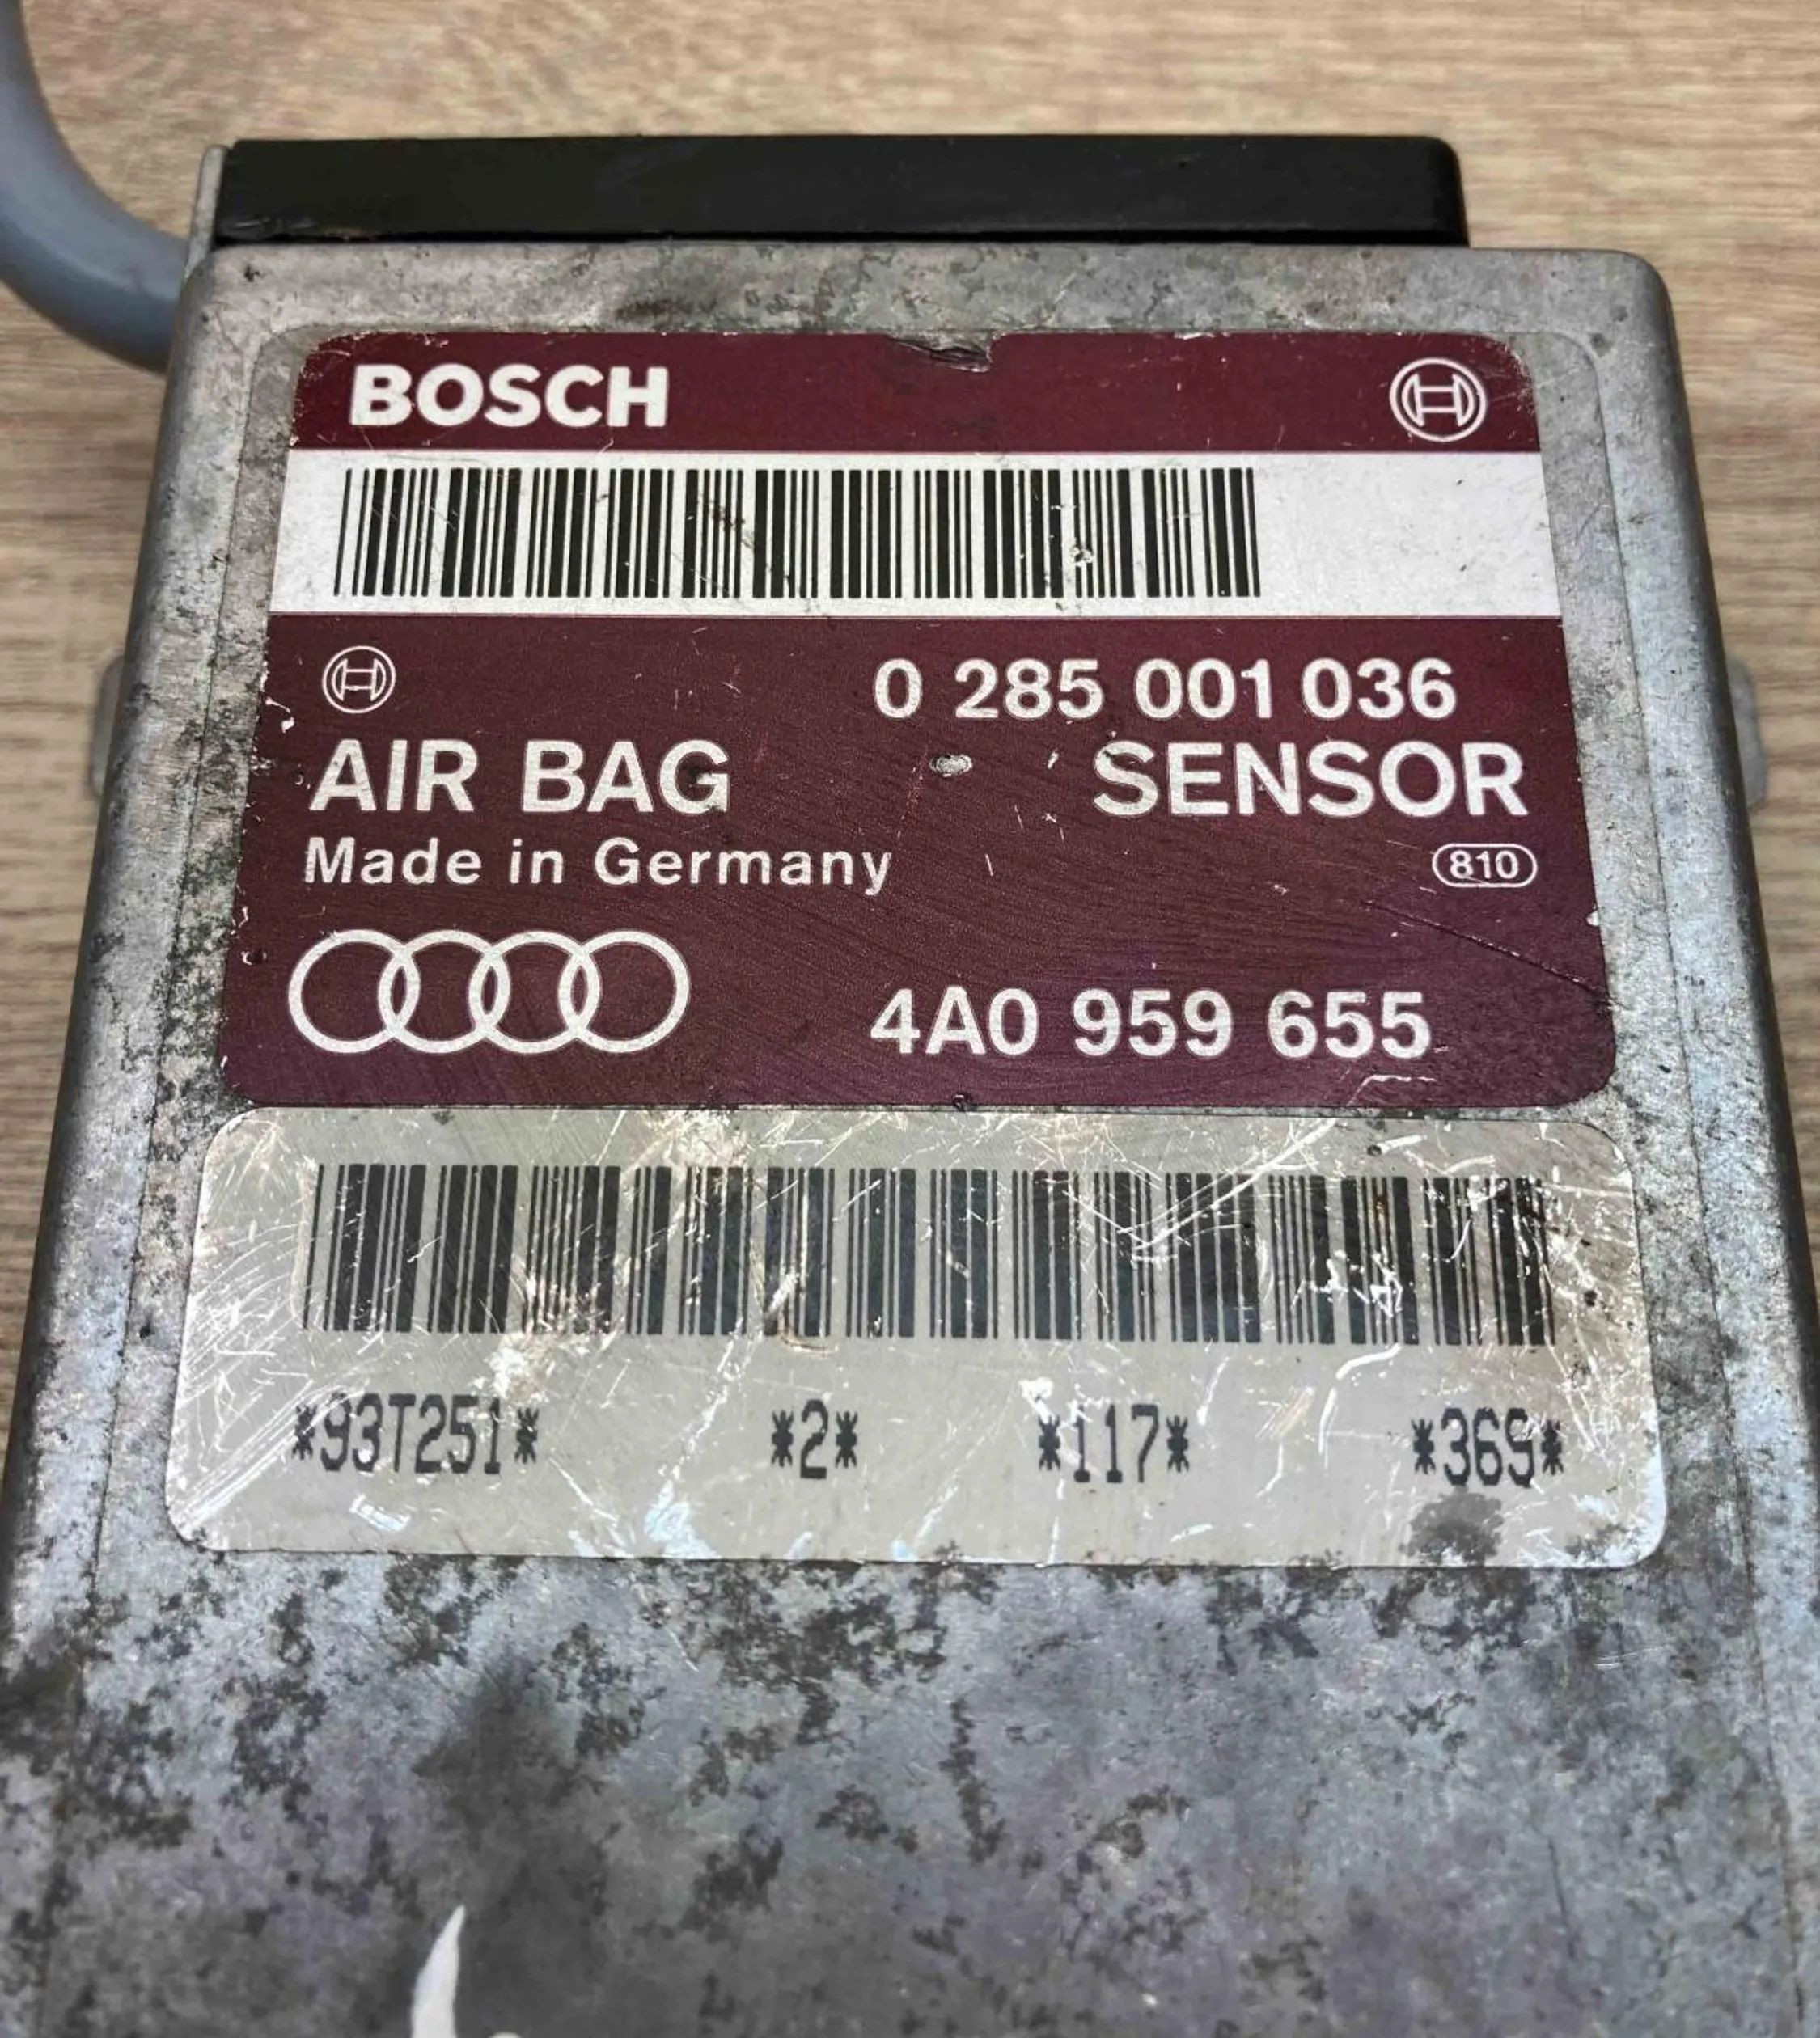 BOSCH
0 285 001 036
AIR BAG SENSOR
Made in Germany 810
4A0 959 655
*93T251* *2* *117* *369*